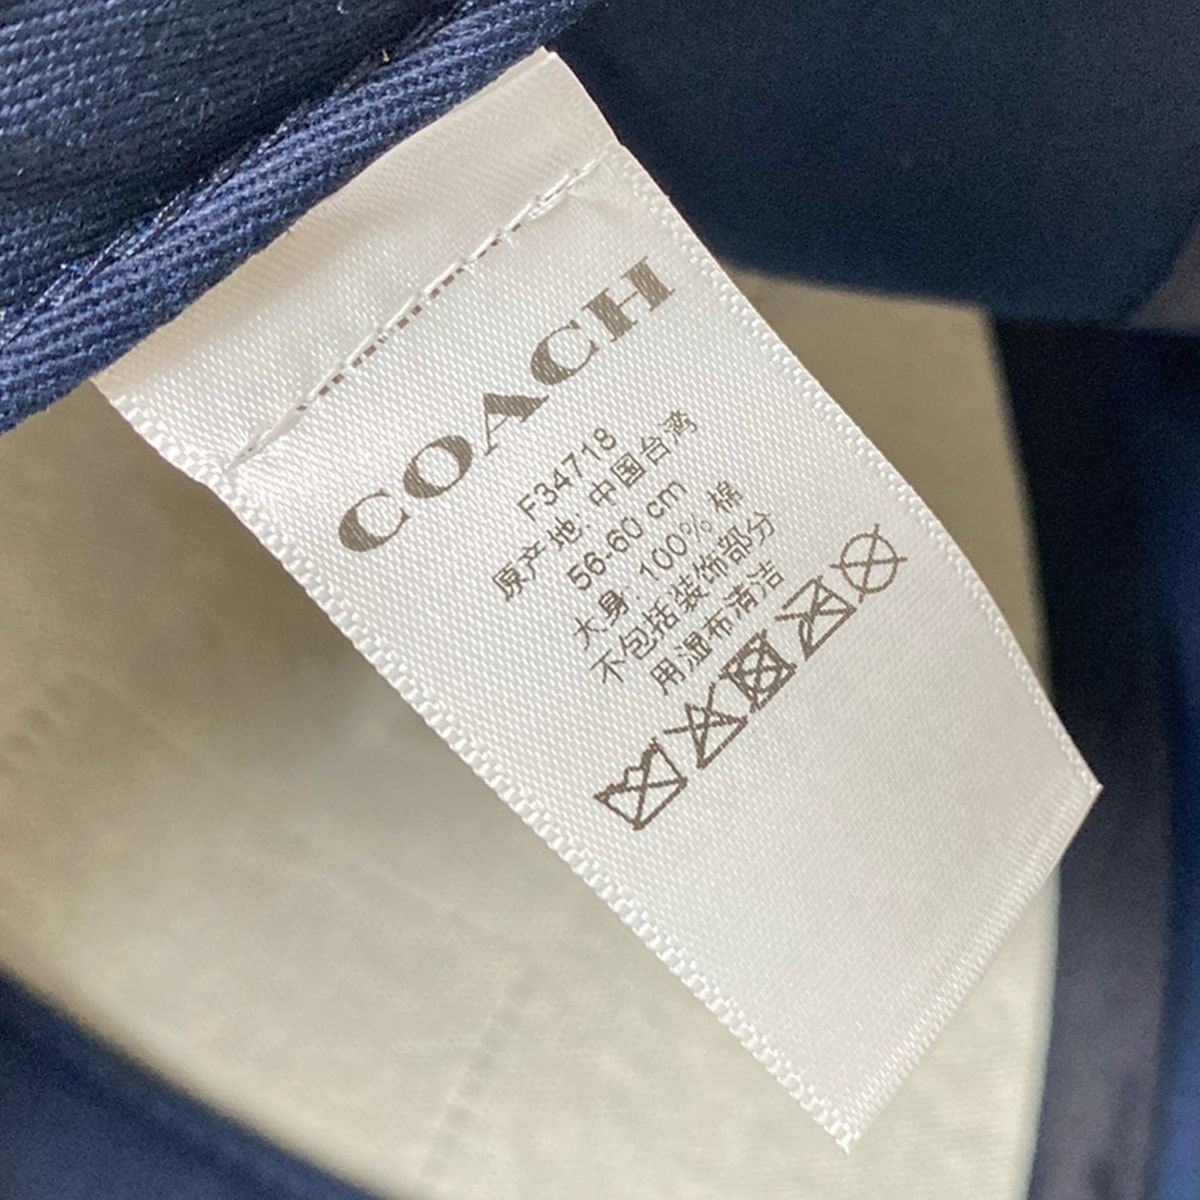 COACH
F34718
原产地: 中国台湾
56-60 cm
大身: 100% 棉
不包括装饰部分
用湿布清洁